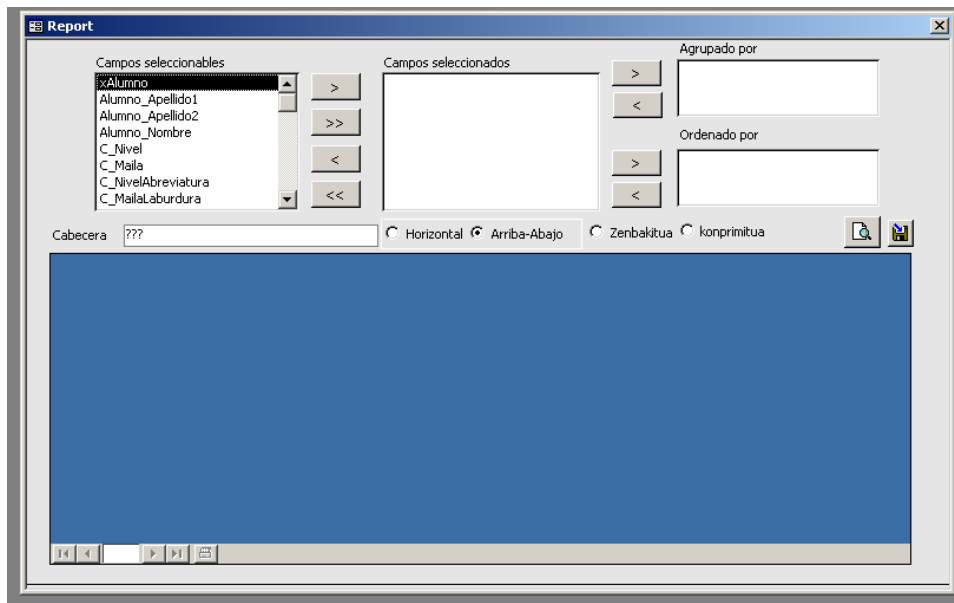 Report
Campos seleccionables
xAlumno
Alumno_Apellido1
Alumno_Apellido2
Alumno_Nombre
C_Nivel
C_Maila
C_NivelAbreviatura
C_MailaLaburdura
>
>>
<
<<
Campos seleccionados
>
<
Agrupado por
>
<
Ordenado por
Cabecera ??? Horizontal Arriba-Abajo Zenbakitua konprimitua